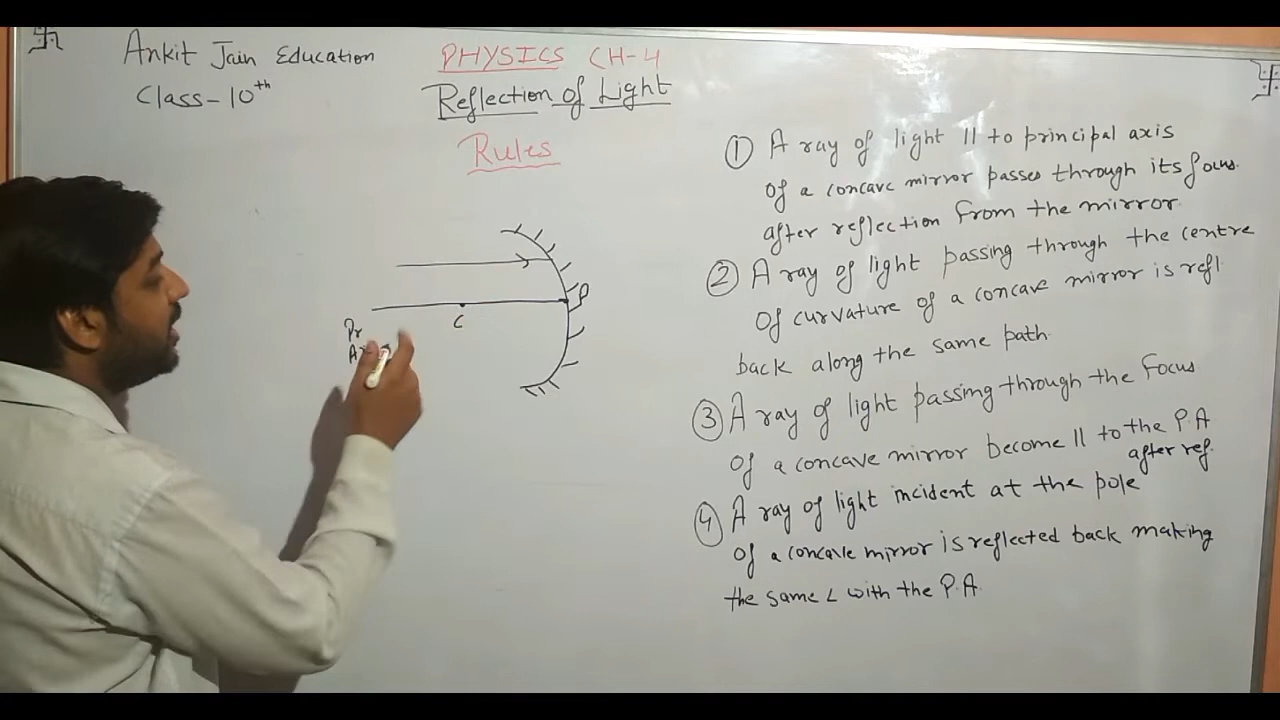 Ankit Jain Education
Class-10th
PHYSICS CH-4
Reflection of Light
Rules
P
C
Pr
① A ray of light || to principal axis
of a concave mirror passes through its focus.
after reflection from the mirror.
② A ray of light passing through the centre
of curvature of a concave mirror is refl.
back along the same path.
③ A ray of light passing through the focus
of a concave mirror become || to the P.A
after ref.
④ A ray of light incident at the pole
of a concave mirror is reflected back making
the same ∠ with the P.A.